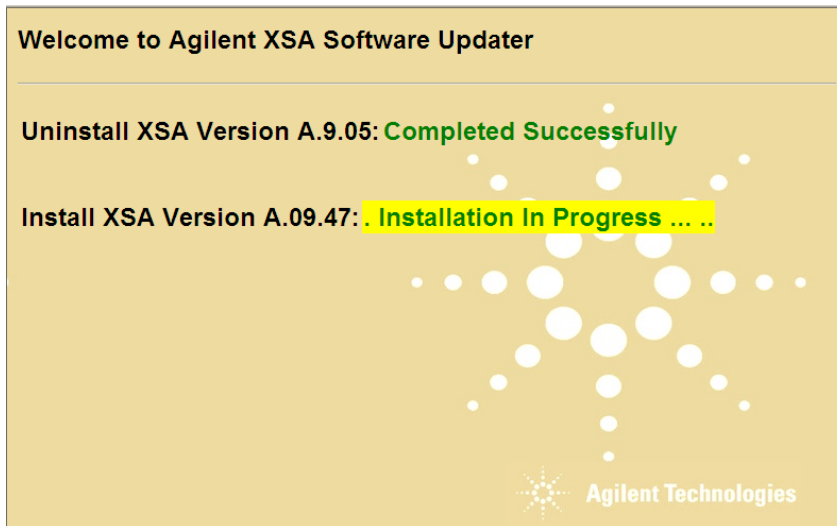 Welcome to Agilent XSA Software Updater
Uninstall XSA Version A.9.05: Completed Successfully
Install XSA Version A.09.47: . Installation In Progress ... ..
Agilent Technologies